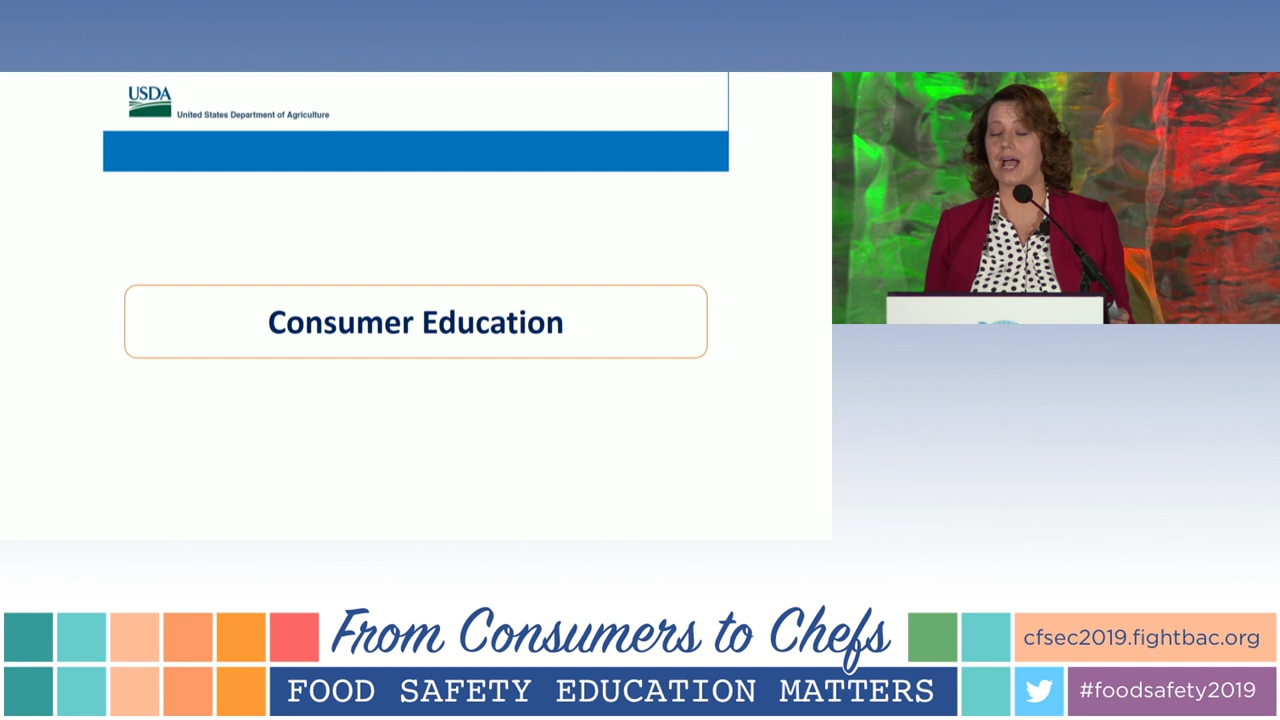 USDA
United States Department of Agriculture
Consumer Education
From Consumers to Chefs
FOOD SAFETY EDUCATION MATTERS
cfsec2019.fightbac.org
#foodsafety2019